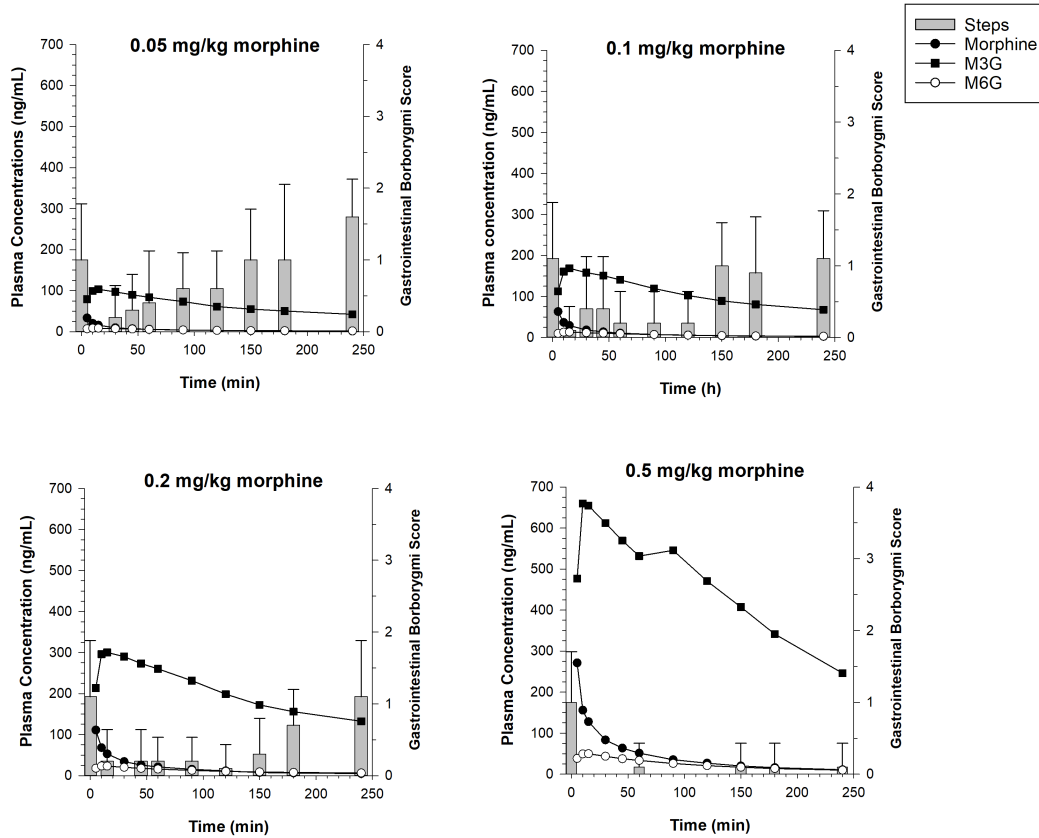 Steps
Morphine
M3G
M6G
0.05 mg/kg morphine
Plasma Concentrations (ng/mL)
700
600
500
400
300
200
100
0
4
3
2
1
0
Gastrointestinal Borborygmi Score
0 50 100 150 200 250
Time (min)
0.1 mg/kg morphine
Plasma concentration (ng/mL)
700
600
500
400
300
200
100
0
4
3
2
1
0
Gastrointestinal Borborygmi Score
0 50 100 150 200 250
Time (h)
0.2 mg/kg morphine
Plasma Concentration (ng/mL)
700
600
500
400
300
200
100
0
4
3
2
1
0
Gastrointestinal Borborygmi Score
0 50 100 150 200 250
Time (min)
0.5 mg/kg morphine
Plasma Concentration (ng/mL)
700
600
500
400
300
200
100
0
4
3
2
1
0
Gastrointestinal Borborygmi Score
0 50 100 150 200 250
Time (min)